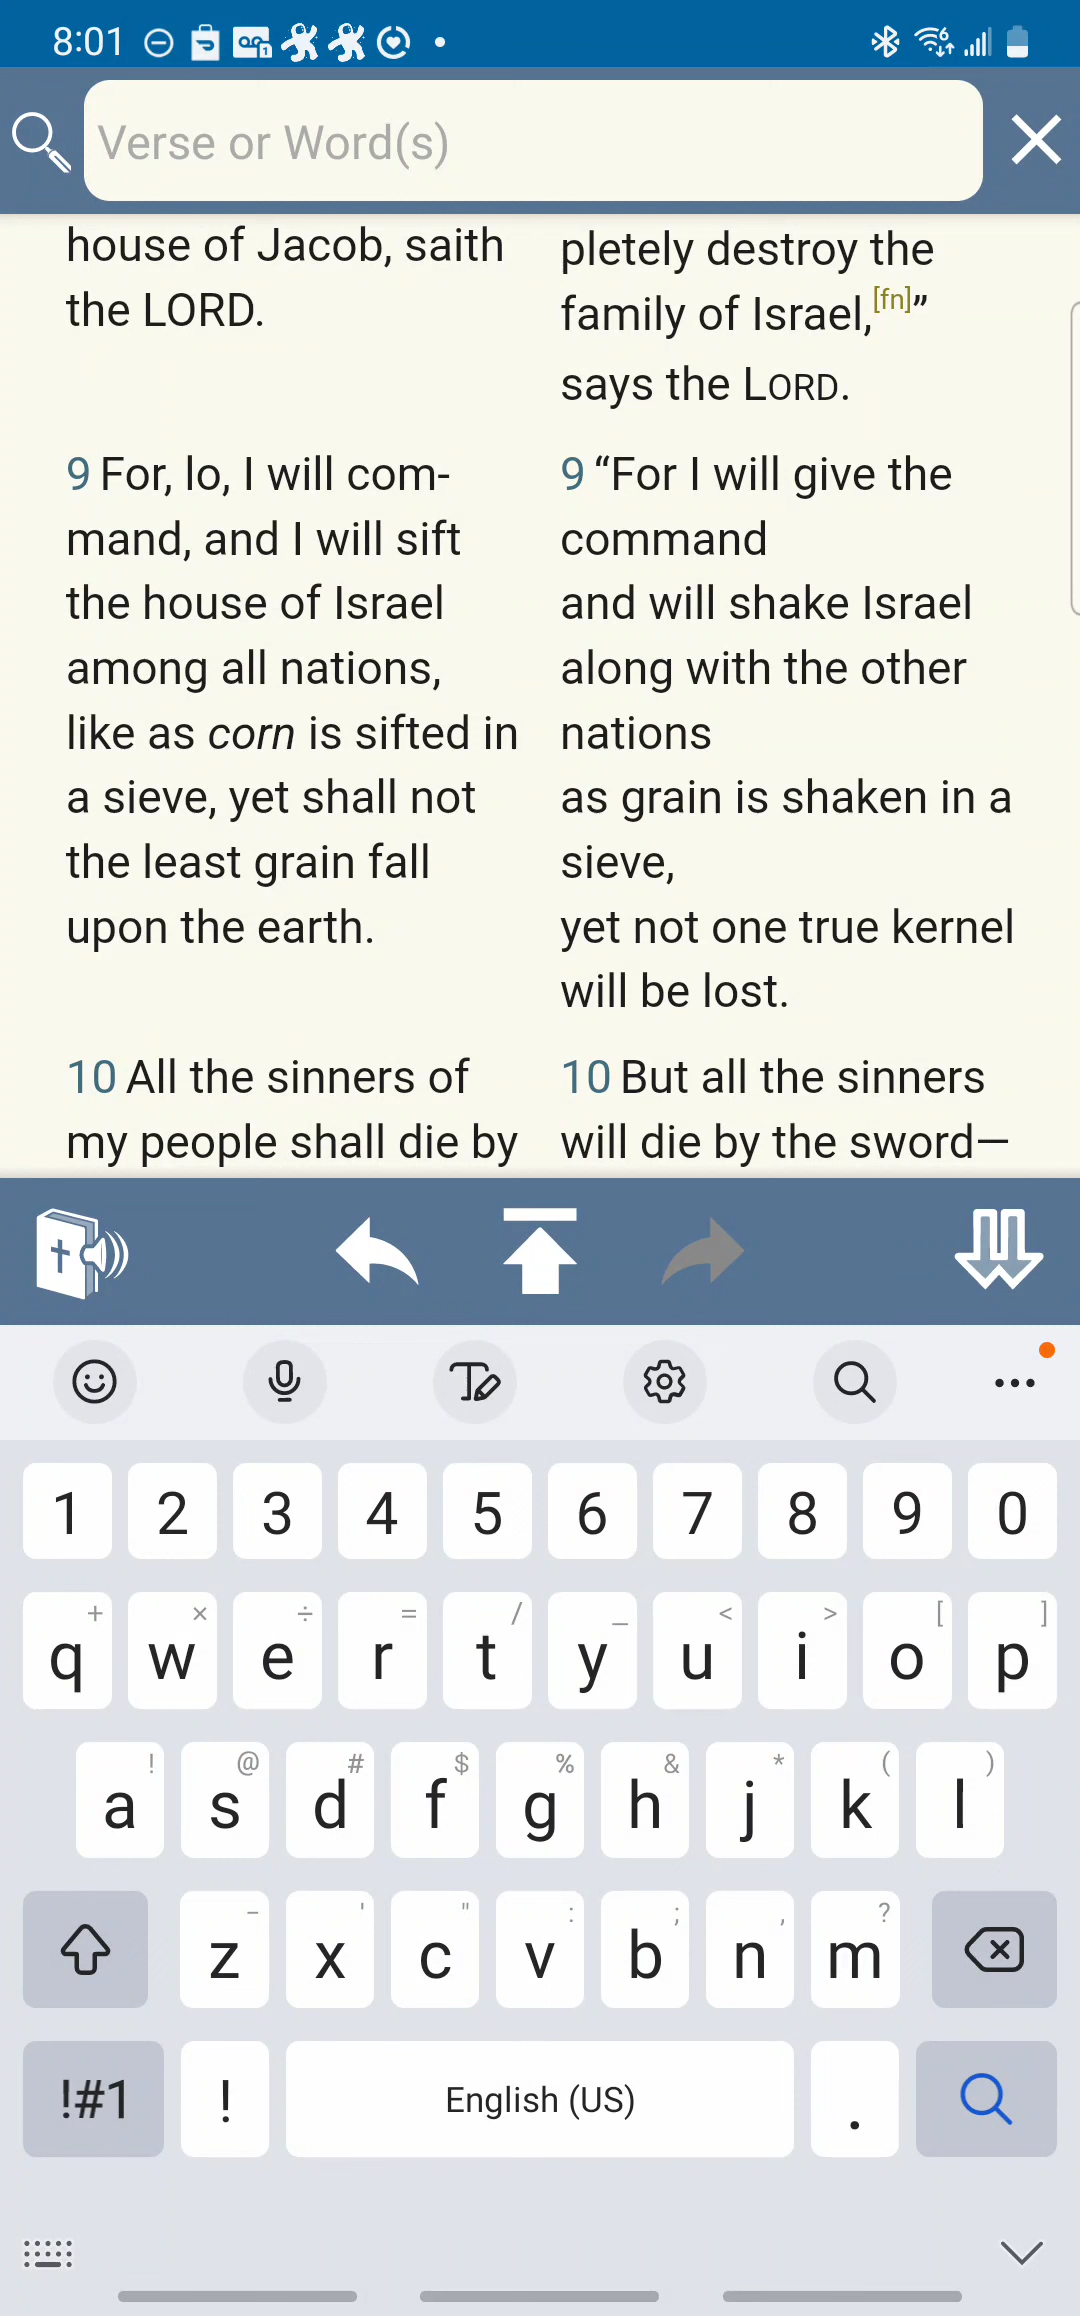 8:01
Verse or Word(s)
house of Jacob, saith
the LORD.
9 For, lo, I will com-
mand, and I will sift
the house of Israel
among all nations,
like as corn is sifted in
a sieve, yet shall not
the least grain fall
upon the earth.
10 All the sinners of
my people shall die by
pletely destroy the
family of Israel,[fn]”
says the LORD.
9 “For I will give the
command
and will shake Israel
along with the other
nations
as grain is shaken in a
sieve,
yet not one true kernel
will be lost.
10 But all the sinners
will die by the sword—
1 2 3 4 5 6 7 8 9 0
+ × ÷ = / _ < > [ ]
q w e r t y u i o p
! @ # $ % & * ( )
a s d f g h j k l
- ' " : ; , ?
z x c v b n m
!#1 ! English (US) .